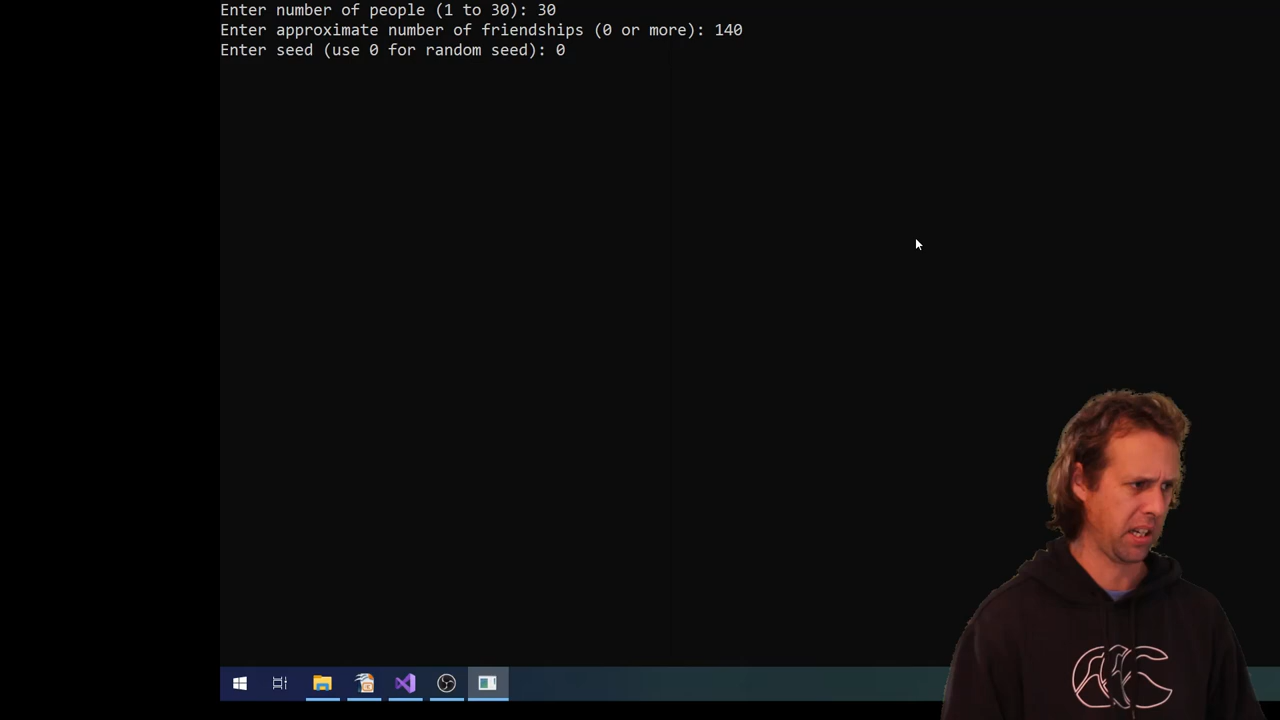 Enter number of people (1 to 30): 30
Enter approximate number of friendships (0 or more): 140
Enter seed (use 0 for random seed): 0